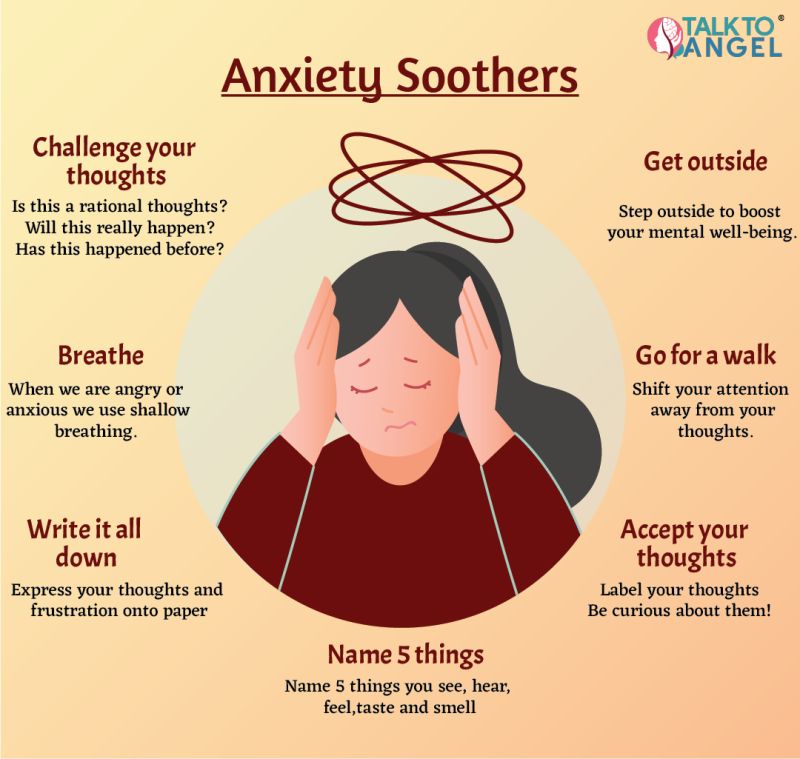 TALK TO ®
ANGEL
Anxiety Soothers
Challenge your
thoughts
Is this a rational thoughts?
Will this really happen?
Has this happened before?
Get outside
Step outside to boost
your mental well-being.
Breathe
When we are angry or
anxious we use shallow
breathing.
Go for a walk
Shift your attention
away from your
thoughts.
Write it all
down
Express your thoughts and
frustration onto paper
Accept your
thoughts
Label your thoughts
Be curious about them!
Name 5 things
Name 5 things you see, hear,
feel,taste and smell